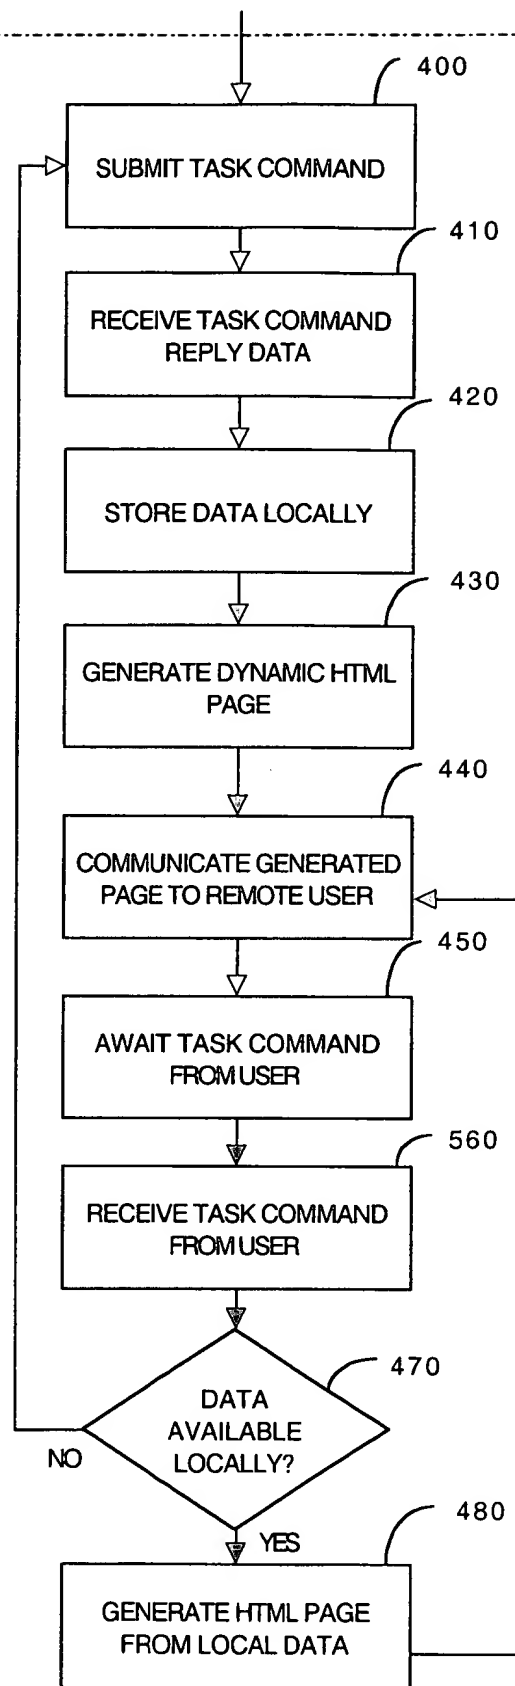 400
SUBMIT TASK COMMAND
410
RECEIVE TASK COMMAND
REPLY DATA
420
STORE DATA LOCALLY
430
GENERATE DYNAMIC HTML
PAGE
440
COMMUNICATE GENERATED
PAGE TO REMOTE USER
450
AWAIT TASK COMMAND
FROM USER
560
RECEIVE TASK COMMAND
FROM USER
470
DATA
AVAILABLE
LOCALLY?
NO
YES
480
GENERATE HTML PAGE
FROM LOCAL DATA